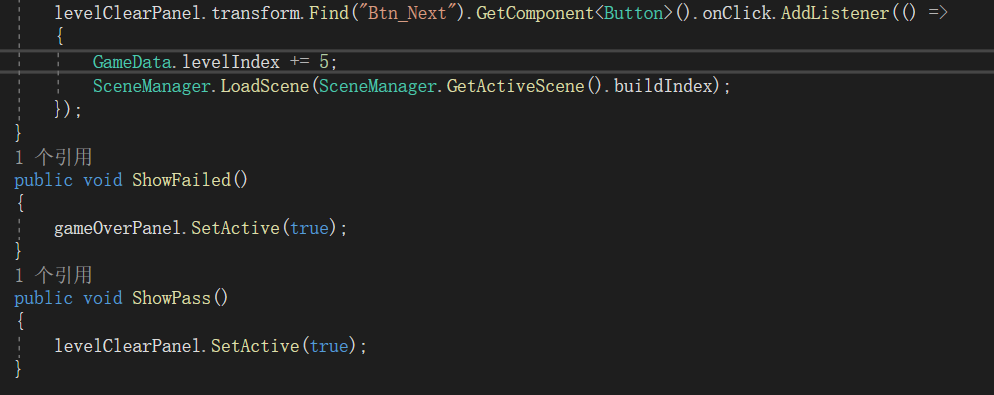 levelClearPanel.transform.Find("Btn_Next").GetComponent<Button>().onClick.AddListener(() =>
{
GameData.levelIndex += 5;
SceneManager.LoadScene(SceneManager.GetActiveScene().buildIndex);
});
}
1 个引用
public void ShowFailed()
{
gameOverPanel.SetActive(true);
}
1 个引用
public void ShowPass()
{
levelClearPanel.SetActive(true);
}